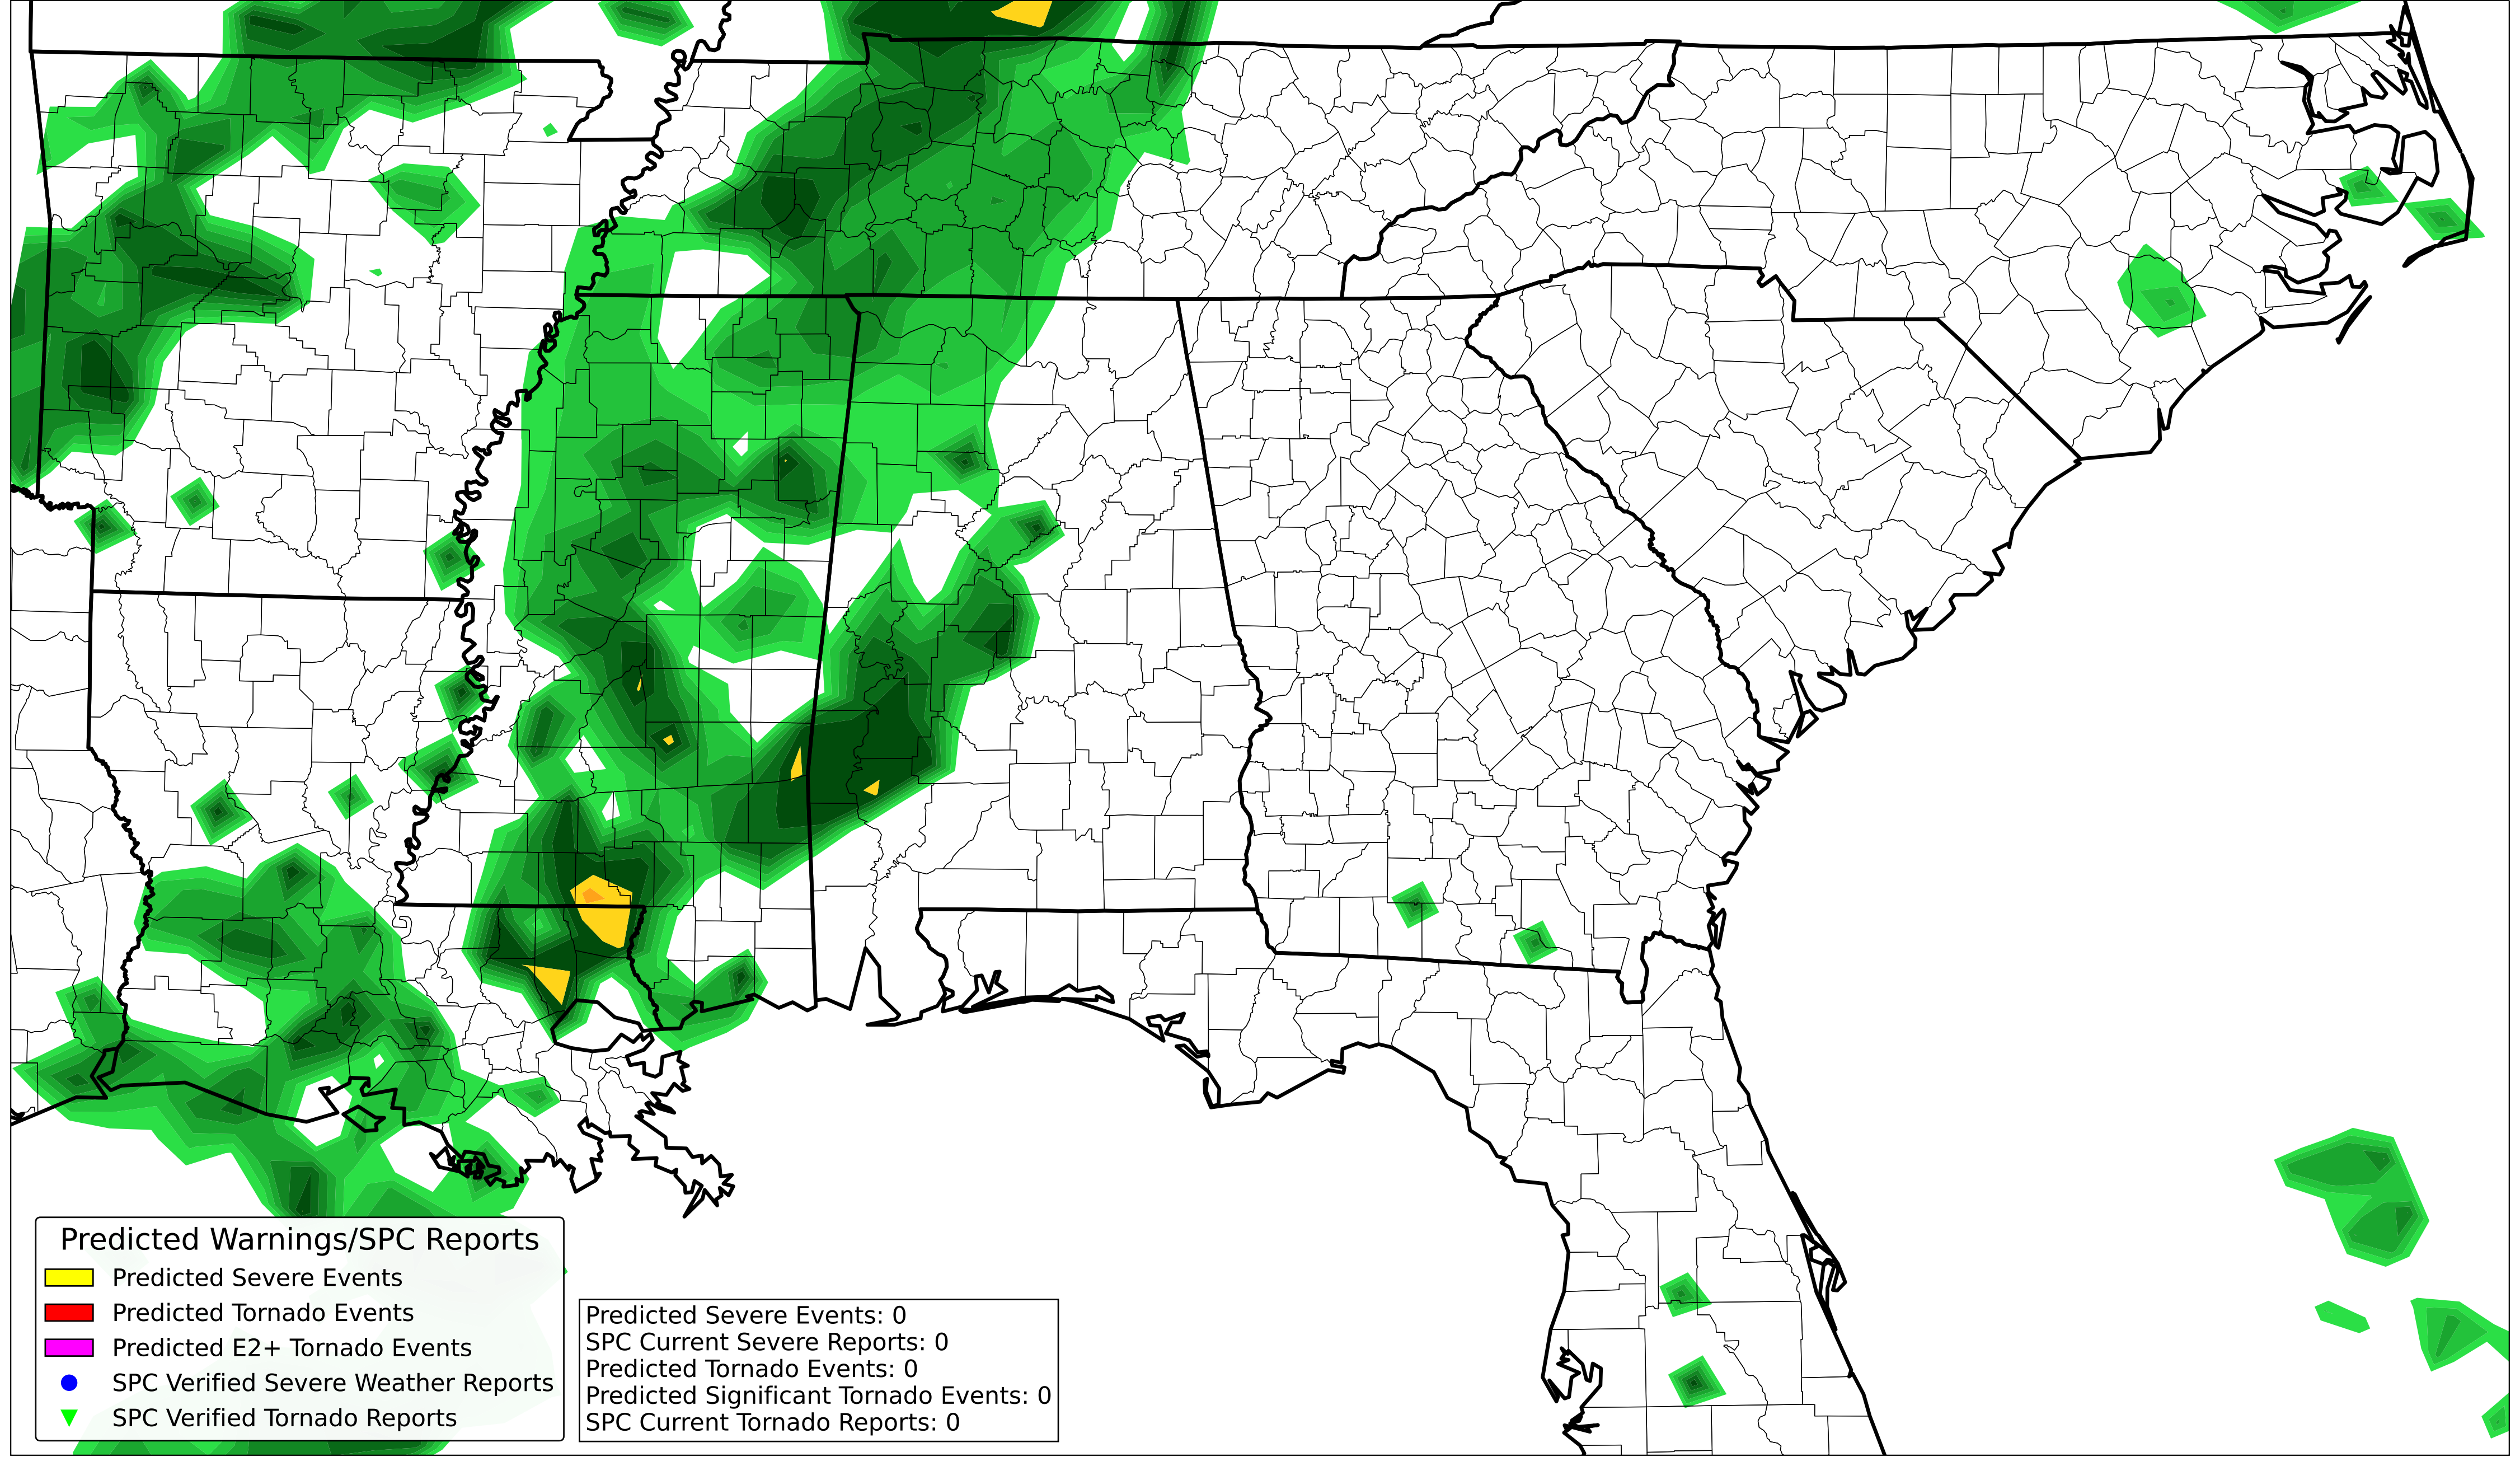 Predicted Warnings/SPC Reports
Predicted Severe Events
Predicted Tornado Events
Predicted E2+ Tornado Events
SPC Verified Severe Weather Reports
SPC Verified Tornado Reports
Predicted Severe Events: 0
SPC Current Severe Reports: 0
Predicted Tornado Events: 0
Predicted Significant Tornado Events: 0
SPC Current Tornado Reports: 0